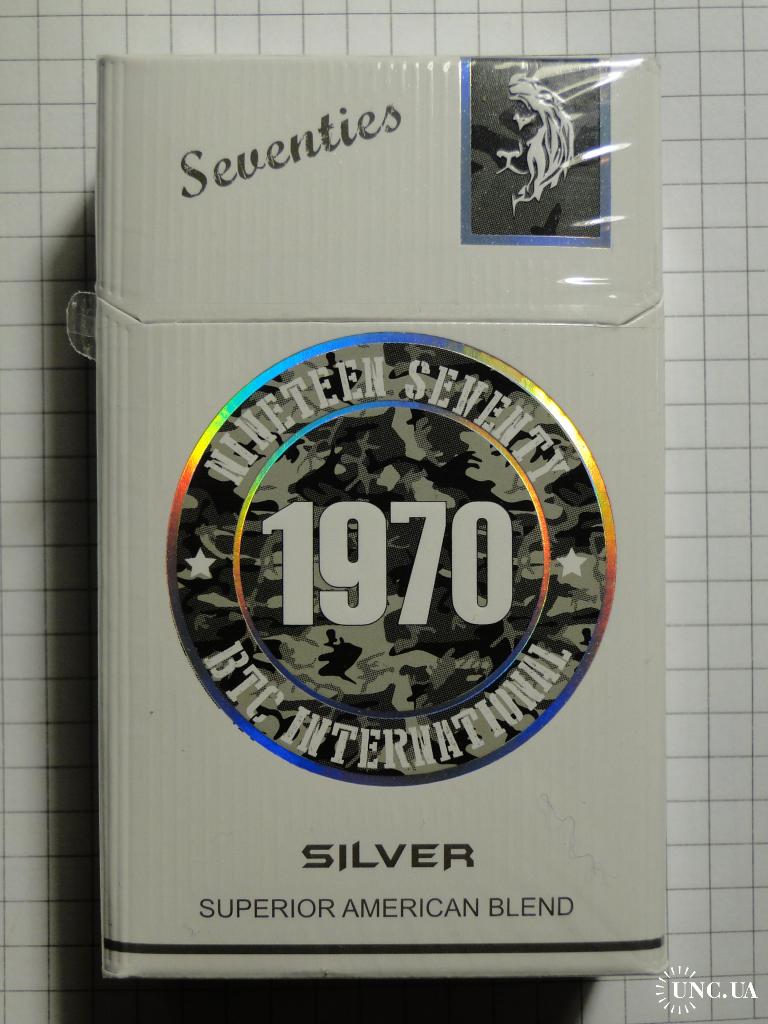 Seventies
NINETEEN SEVENTY
1970
BTC INTERNATIONAL
SILVER
SUPERIOR AMERICAN BLEND
UNC.UA